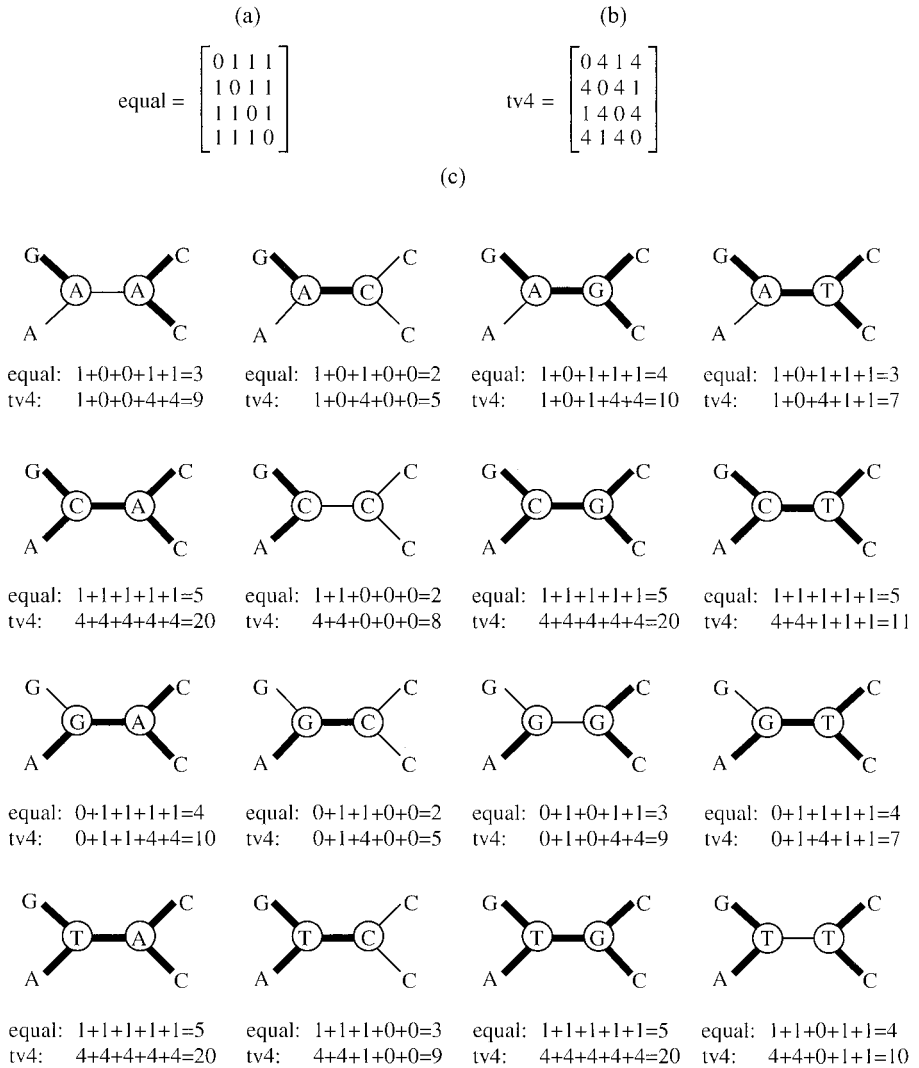 (a) (b)
equal = [0 1 1 1 tv4 = [0 4 1 4
1 0 1 1 4 0 4 1
1 1 0 1 1 4 0 4
1 1 1 0] 4 1 4 0]
(c)
G C G C G C G C
A A A C A G A T
A C A C A C A C
equal: 1+0+0+1+1=3 equal: 1+0+1+0+0=2 equal: 1+0+1+1+1=4 equal: 1+0+1+1+1=3
tv4: 1+0+0+4+4=9 tv4: 1+0+4+0+0=5 tv4: 1+0+1+4+4=10 tv4: 1+0+4+1+1=7
G C G C G C G C
C A C C C G C T
A C A C A C A C
equal: 1+1+1+1+1=5 equal: 1+1+0+0+0=2 equal: 1+1+1+1+1=5 equal: 1+1+1+1+1=5
tv4: 4+4+4+4+4=20 tv4: 4+4+0+0+0=8 tv4: 4+4+4+4+4=20 tv4: 4+4+1+1+1=11
G C G C G C G C
G A G C G G G T
A C A C A C A C
equal: 0+1+1+1+1=4 equal: 0+1+1+0+0=2 equal: 0+1+0+1+1=3 equal: 0+1+1+1+1=4
tv4: 0+1+1+4+4=10 tv4: 0+1+4+0+0=5 tv4: 0+1+0+4+4=9 tv4: 0+1+4+1+1=7
G C G C G C G C
T A T C T G T T
A C A C A C A C
equal: 1+1+1+1+1=5 equal: 1+1+1+0+0=3 equal: 1+1+1+1+1=5 equal: 1+1+0+1+1=4
tv4: 4+4+4+4+4=20 tv4: 4+4+1+0+0=9 tv4: 4+4+4+4+4=20 tv4: 4+4+0+1+1=10